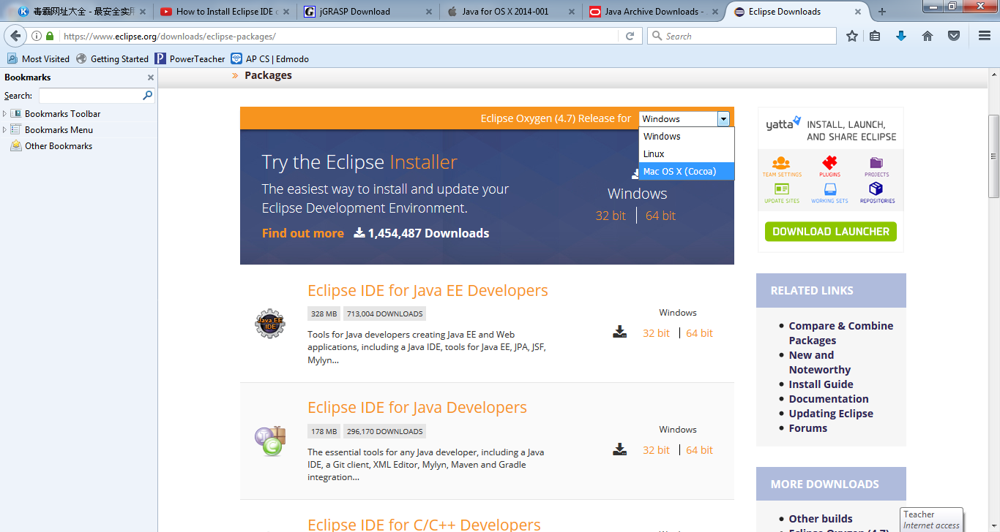 毒霸网址大全 - 最安全实用
How to Install Eclipse IDE
jGRASP Download
Java for OS X 2014-001
Java Archive Downloads -
Eclipse Downloads
https://www.eclipse.org/downloads/eclipse-packages/
Search
Most Visited
Getting Started
PowerTeacher
AP CS | Edmodo
Bookmarks
Search:
Bookmarks Toolbar
Bookmarks Menu
Other Bookmarks
Packages
Eclipse Oxygen (4.7) Release for
Windows
Windows
Linux
Mac OS X (Cocoa)
Try the Eclipse Installer
The easiest way to install and update your
Eclipse Development Environment.
Find out more
1,454,487 Downloads
Windows
32 bit | 64 bit
Eclipse IDE for Java EE Developers
328 MB
713,004 DOWNLOADS
Java EE
IDE
Tools for Java developers creating Java EE and Web
applications, including a Java IDE, tools for Java EE, JPA, JSF,
Mylyn...
Windows
32 bit | 64 bit
Eclipse IDE for Java Developers
178 MB
296,170 DOWNLOADS
The essential tools for any Java developer, including a Java
IDE, a Git client, XML Editor, Mylyn, Maven and Gradle
integration...
Windows
32 bit | 64 bit
Eclipse IDE for C/C++ Developers
yatta
INSTALL, LAUNCH,
AND SHARE ECLIPSE
TEAM SETTINGS
PLUGINS
PROJECTS
UPDATE SITES
WORKING SETS
REPOSITORIES
DOWNLOAD LAUNCHER
RELATED LINKS
Compare & Combine
Packages
New and
Noteworthy
Install Guide
Documentation
Updating Eclipse
Forums
MORE DOWNLOADS
Other builds
Teacher
Internet access